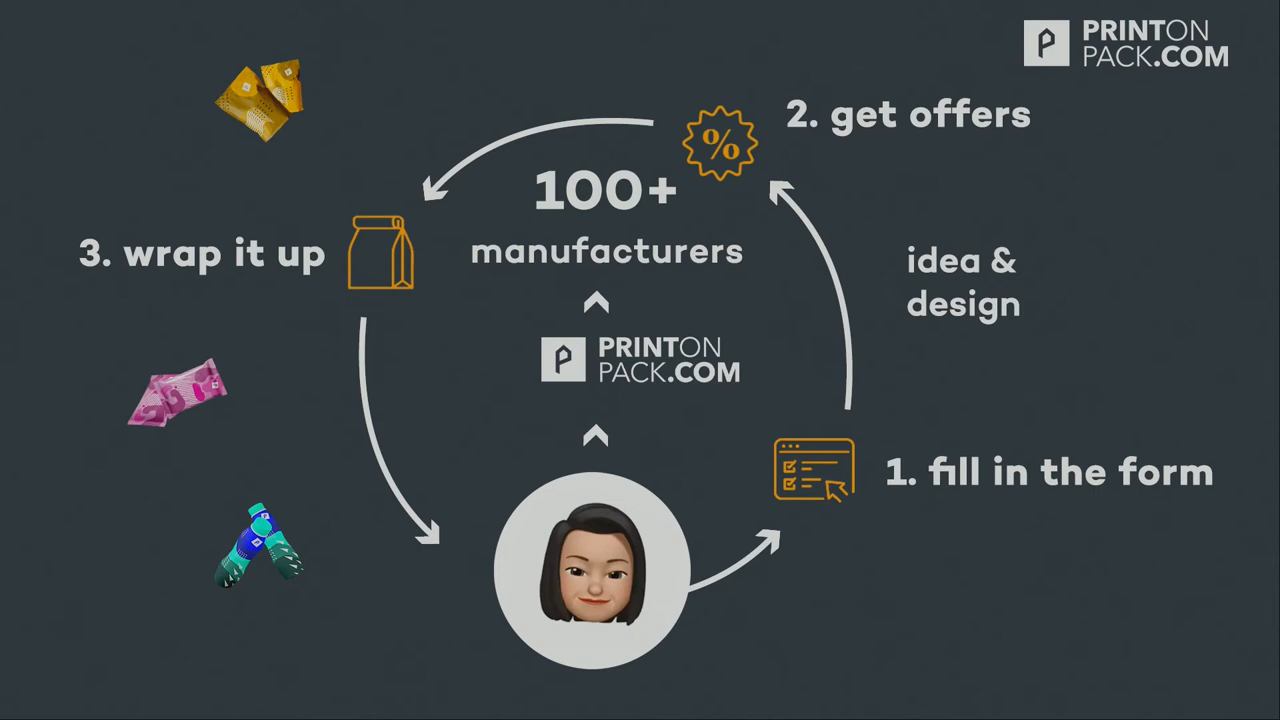 PRINTON
PACK.COM
2. get offers
%
100+
manufacturers
3. wrap it up
idea &
design
PRINTON
PACK.COM
1. fill in the form